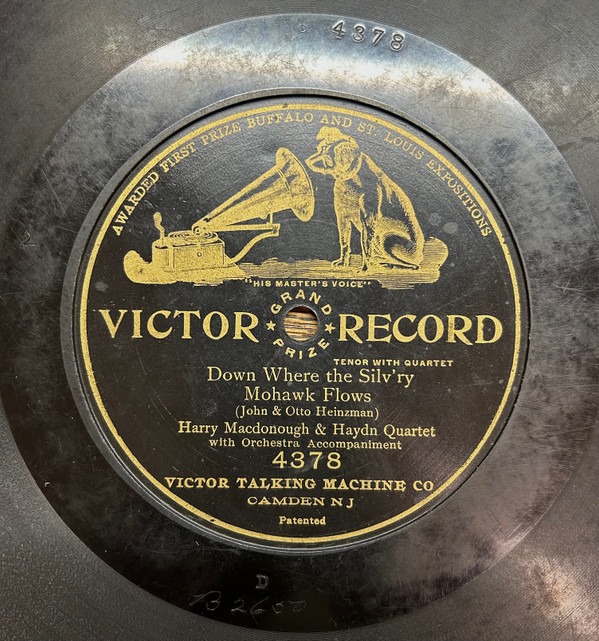 4378
AWARDED FIRST PRIZE BUFFALO AND ST. LOUIS EXPOSITIONS
"HIS MASTER'S VOICE"
GRAND
VICTOR RECORD
PRIZE
TENOR WITH QUARTET
Down Where the Silv'ry
Mohawk Flows
(John & Otto Heinzman)
Harry Macdonough & Haydn Quartet
with Orchestra Accompaniment
4378
VICTOR TALKING MACHINE CO
CAMDEN N J
Patented
D